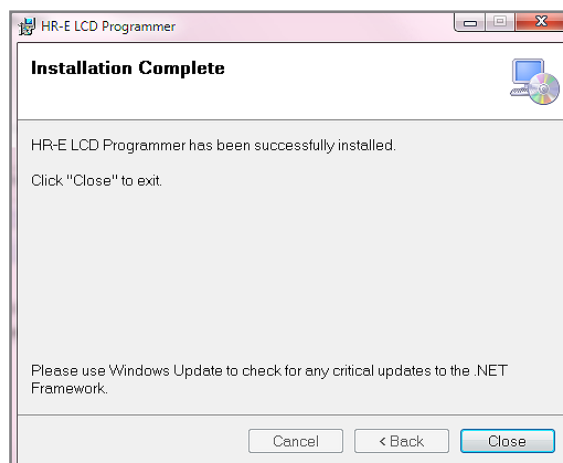 HR-E LCD Programmer
Installation Complete
HR-E LCD Programmer has been successfully installed.
Click "Close" to exit.
Please use Windows Update to check for any critical updates to the .NET
Framework.
Cancel
< Back
Close